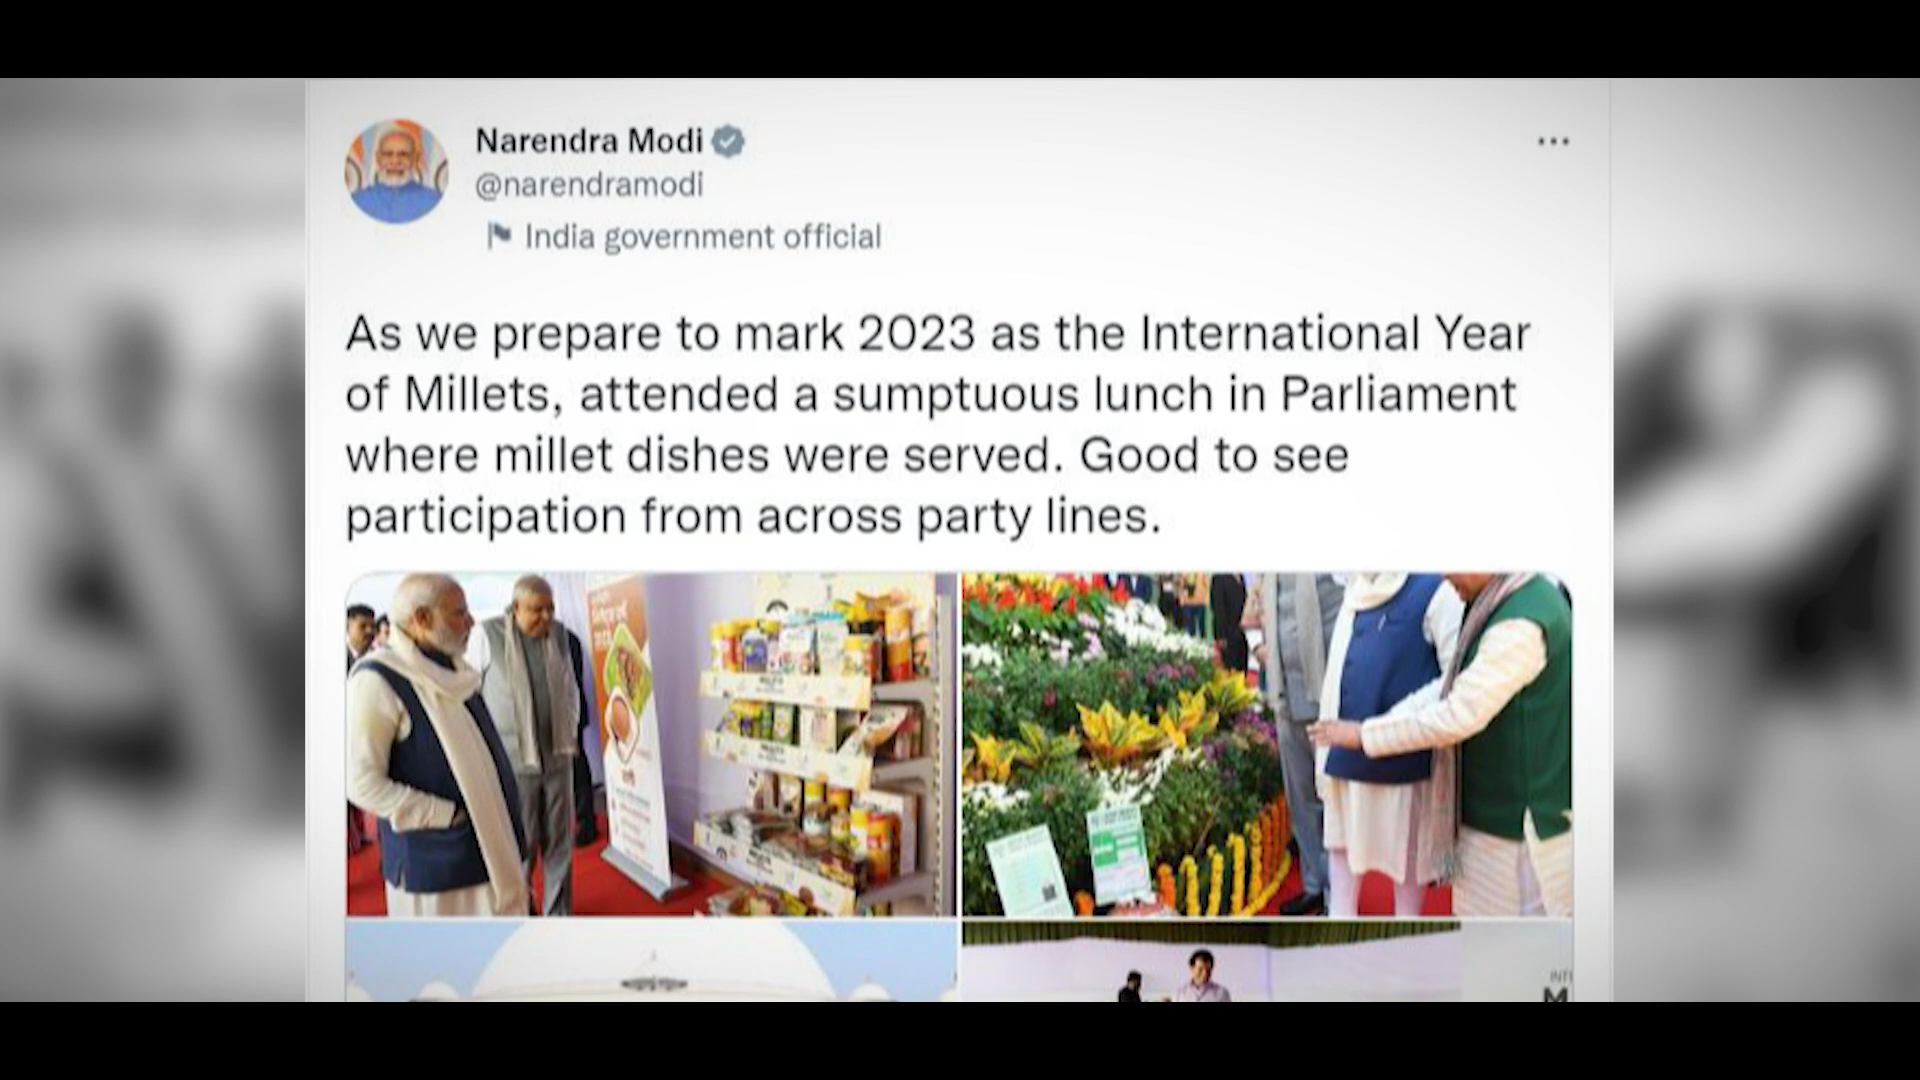 Narendra Modi
@narendramodi
India government official
As we prepare to mark 2023 as the International Year
of Millets, attended a sumptuous lunch in Parliament
where millet dishes were served. Good to see
participation from across party lines.
INTE
M